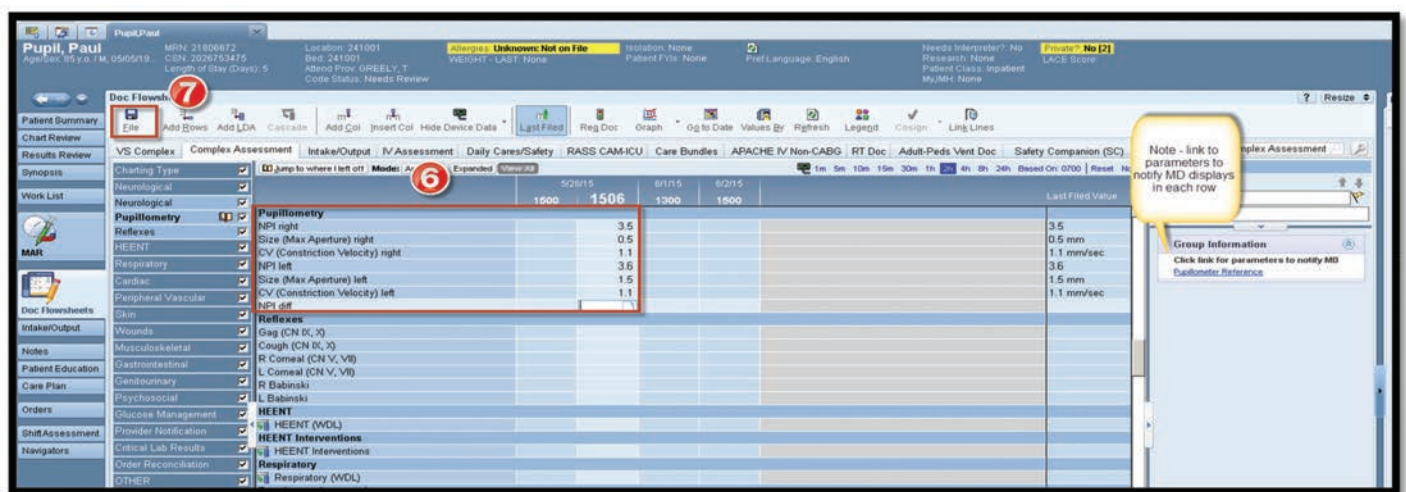 Pupil,Paul
Pupil, Paul
Age/Sex: 85 y.o. / M, 05/05/19...
MRN: 21806672
CSN: 2026753475
Length of Stay (Days): 5
Location: 241001
Bed: 241001
Attend Prov: GREELY, T
Code Status: Needs Review
Allergies: Unknown: Not on File
WEIGHT - LAST: None
Isolation: None
Patient FYIs: None
Pref Language: English
Needs Interpreter?: No
Research: None
Patient Class: Inpatient
MyJMH: None
Private?: No [2]
LACE Score:
Doc Flowsh
7
? Resize
File Add Rows Add LDA Cascade Add Col Insert Col Hide Device Data Last Filed Reg Doc Graph Go to Date Values By Refresh Legend Cosign Link Lines
VS Complex Complex Assessment Intake/Output IV Assessment Daily Cares/Safety RASS CAM-ICU Care Bundles APACHE IV Non-CABG RT Doc Adult-Peds Vent Doc Safety Companion (SC) mplex Assessment
Note - link to
parameters to
notify MD displays
in each row
Patient Summary
Chart Review
Results Review
Synopsis
Work List
MAR
Doc Flowsheets
Intake/Output
Notes
Patient Education
Care Plan
Orders
ShiftAssessment
Navigators
Charting Type
Neurological
Neurological
Pupillometry
Reflexes
HEENT
Respiratory
Cardiac
Peripheral Vascular
Skin
Wounds
Musculoskeletal
Gastrointestinal
Genitourinary
Psychosocial
Glucose Management
Provider Notification
Critical Lab Results
Order Reconciliation
OTHER
Jump to where I left off Mode: Expanded View All
6
1m 5m 10m 15m 30m 1h 2h 4h 8h 24h Based On: 0700 Reset
5/28/15 6/1/15 6/2/15
1500 1506 1300 1500 Last Filed Value
Pupillometry
NPI right 3.5 3.5
Size (Max Aperture) right 0.5 0.5 mm
CV (Constriction Velocity) right 1.1 1.1 mm/sec
NPI left 3.6 3.6
Size (Max Aperture) left 1.5 1.5 mm
CV (Constriction Velocity) left 1.1 1.1 mm/sec
NPI diff
Reflexes
Gag (CN IX, X)
Cough (CN IX, X)
R Corneal (CN V, VII)
L Corneal (CN V, VII)
R Babinski
L Babinski
HEENT
HEENT (WDL)
HEENT Interventions
HEENT Interventions
Respiratory
Respiratory (WDL)
Group Information
Click link for parameters to notify MD
Pupillometer Reference